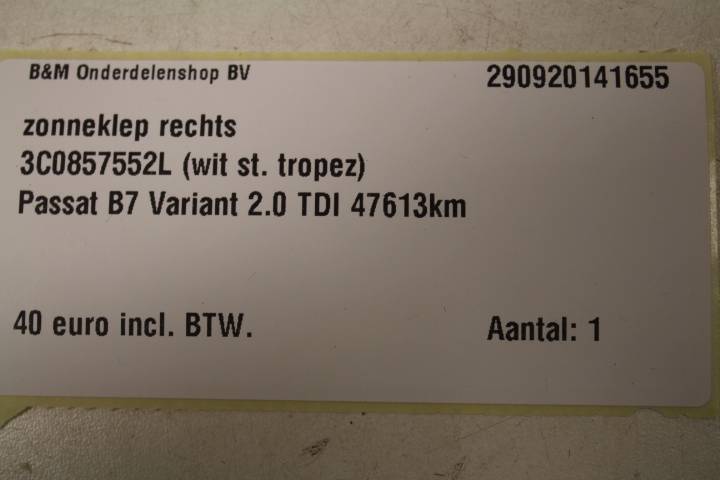 B&M Onderdelenshop BV 290920141655
zonneklep rechts
3C0857552L (wit st. tropez)
Passat B7 Variant 2.0 TDI 47613km
40 euro incl. BTW. Aantal: 1